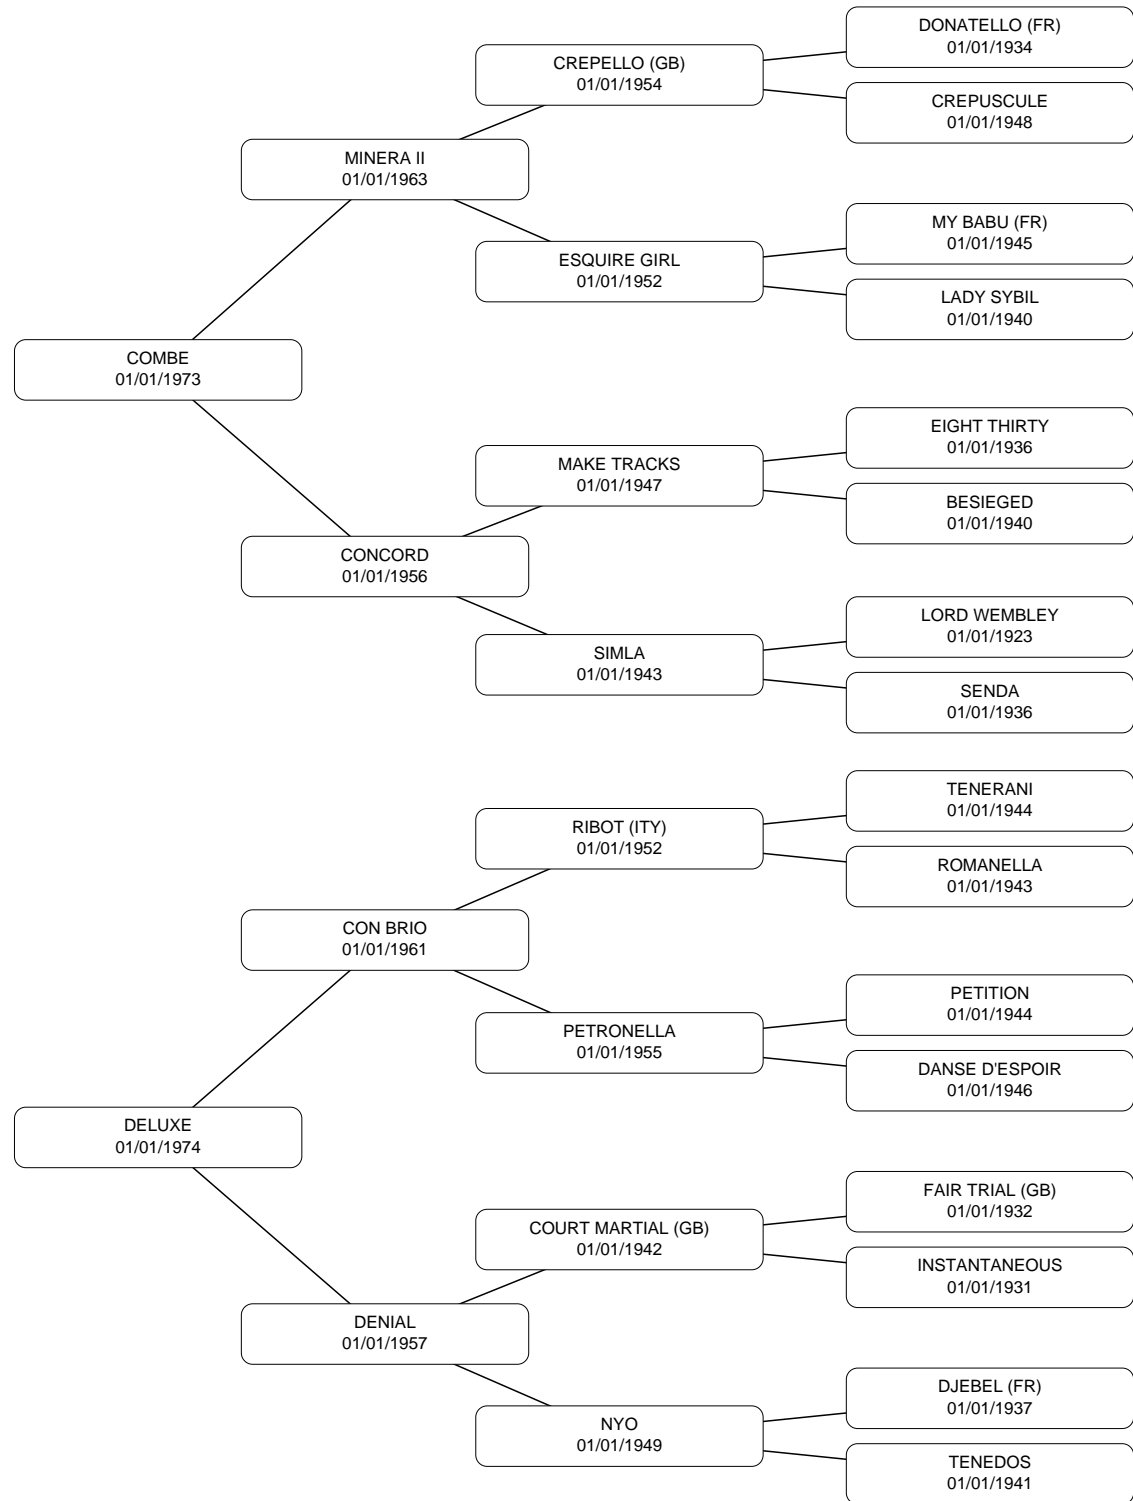 DONATELLO (FR)
01/01/1934
CREPELLO (GB)
01/01/1954
CREPUSCULE
01/01/1948
MINERA II
01/01/1963
MY BABU (FR)
01/01/1945
ESQUIRE GIRL
01/01/1952
LADY SYBIL
01/01/1940
COMBE
01/01/1973
EIGHT THIRTY
01/01/1936
MAKE TRACKS
01/01/1947
BESIEGED
01/01/1940
CONCORD
01/01/1956
LORD WEMBLEY
01/01/1923
SIMLA
01/01/1943
SENDA
01/01/1936
TENERANI
01/01/1944
RIBOT (ITY)
01/01/1952
ROMANELLA
01/01/1943
CON BRIO
01/01/1961
PETITION
01/01/1944
PETRONELLA
01/01/1955
DANSE D'ESPOIR
01/01/1946
DELUXE
01/01/1974
FAIR TRIAL (GB)
01/01/1932
COURT MARTIAL (GB)
01/01/1942
INSTANTANEOUS
01/01/1931
DENIAL
01/01/1957
DJEBEL (FR)
01/01/1937
NYO
01/01/1949
TENEDOS
01/01/1941